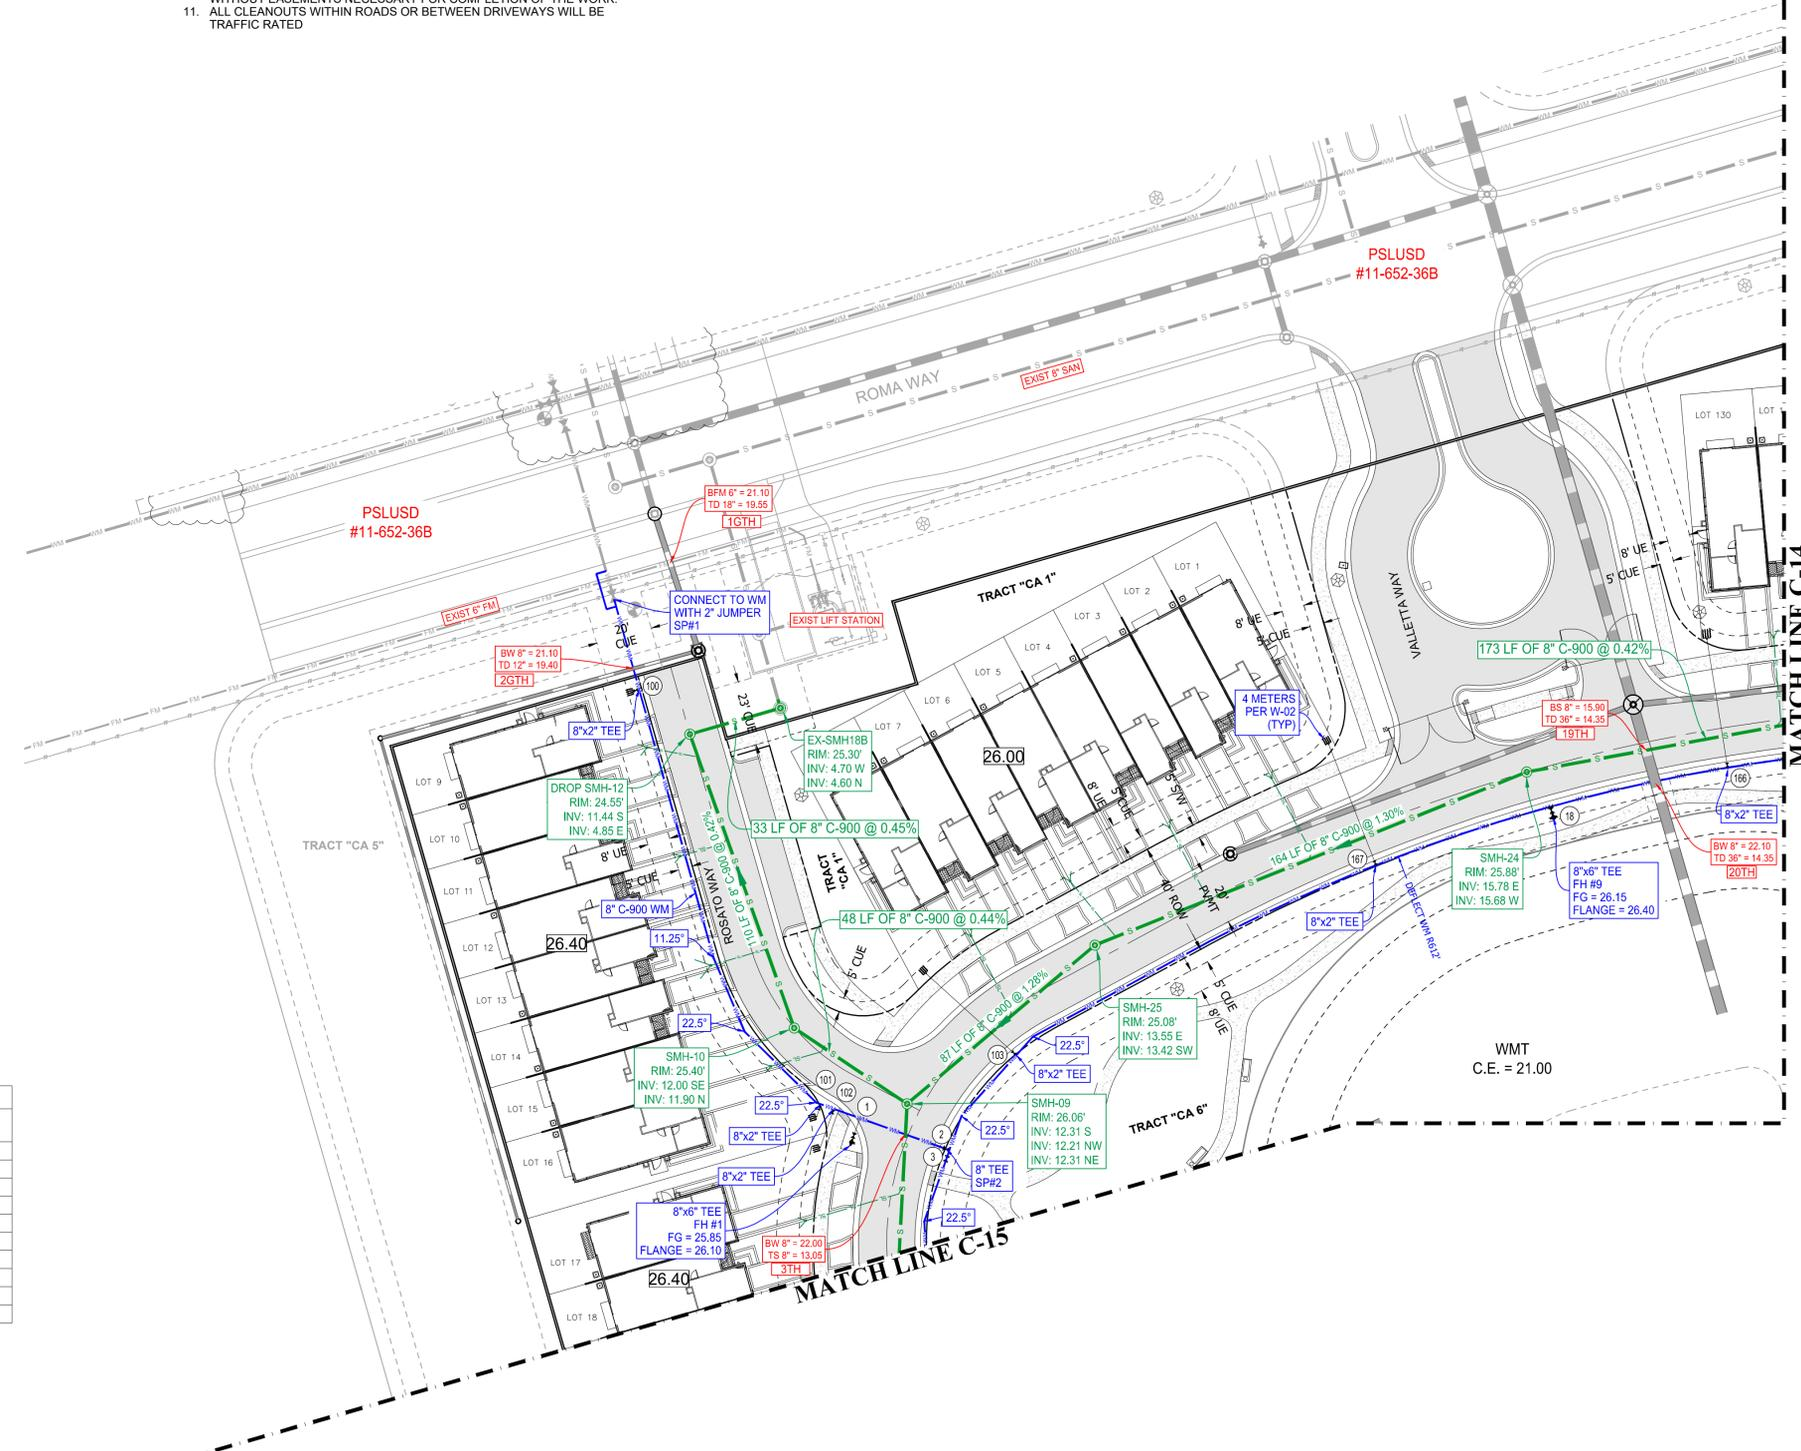 11. ALL CLEANOUTS WITHIN ROADS OR BETWEEN DRIVEWAYS WILL BE
TRAFFIC RATED
PSLUSD
#11-652-36B
ROMA WAY
EXIST 8" SAN
PSLUSD
#11-652-36B
BFM 6" = 21.10
TD 18" = 19.55
1GTH
EXIST 6" FM
CONNECT TO WM
WITH 2" JUMPER
SP#1
EXIST LIFT STATION
20'
CUE
BW 8" = 21.10
TD 12" = 19.40
2GTH
100
8"x2" TEE
23' CUE
TRACT "CA 1"
LOT 1
LOT 2
LOT 3
LOT 4
LOT 5
LOT 6
LOT 7
26.00
8' UE
5' CUE
8' UE
5' CUE
5' S/W
VALLETTA WAY
LOT 130
LOT
8' UE
5' CUE
MATCH LINE C-14
173 LF OF 8" C-900 @ 0.42%
4 METERS
PER W-02
(TYP)
BS 8" = 15.90
TD 36" = 14.35
19TH
EX-SMH18B
RIM: 25.30'
INV: 4.70 W
INV: 4.60 N
DROP SMH-12
RIM: 24.55'
INV: 11.44 S
INV: 4.85 E
33 LF OF 8" C-900 @ 0.45%
166
8"x2" TEE
18
BW 8" = 22.10
TD 36" = 14.35
20TH
8"x6" TEE
FH #9
FG = 26.15
FLANGE = 26.40
SMH-24
RIM: 25.88'
INV: 15.78 E
INV: 15.68 W
164 LF OF 8" C-900 @ 1.30%
167
8"x2" TEE
DEFLECT WM R612'
TRACT "CA 5"
LOT 9
LOT 10
LOT 11
LOT 12
LOT 13
LOT 14
LOT 15
LOT 16
LOT 17
LOT 18
26.40
8' UE
5' CUE
8" C-900 WM
11.25°
ROSATO WAY
110 LF OF 8" C-900 @ 0.42%
TRACT
"CA 1"
48 LF OF 8" C-900 @ 0.44%
5' CUE
40' ROW
20'
PVMT
22.5°
SMH-10
RIM: 25.40'
INV: 12.00 SE
INV: 11.90 N
87 LF OF 8" C-900 @ 1.28%
SMH-25
RIM: 25.08'
INV: 13.55 E
INV: 13.42 SW
5' CUE
8' UE
103
22.5°
8"x2" TEE
101
102
1
22.5°
8"x2" TEE
8"x2" TEE
SMH-09
RIM: 26.06'
INV: 12.31 S
INV: 12.21 NW
INV: 12.31 NE
2
3
22.5°
8" TEE
SP#2
22.5°
TRACT "CA 6"
WMT
C.E. = 21.00
8"x6" TEE
FH #1
FG = 25.85
FLANGE = 26.10
BW 8" = 22.00
TS 8" = 13.05
3TH
26.40
MATCH LINE C-15